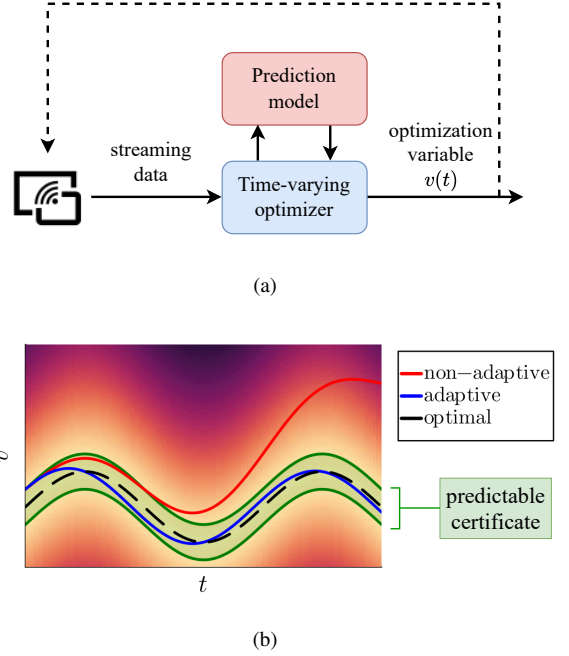 Prediction
model
streaming
data
optimization
variable
v(t)
Time-varying
optimizer
(a)
non−adaptive
adaptive
optimal
predictable
certificate
t
(b)